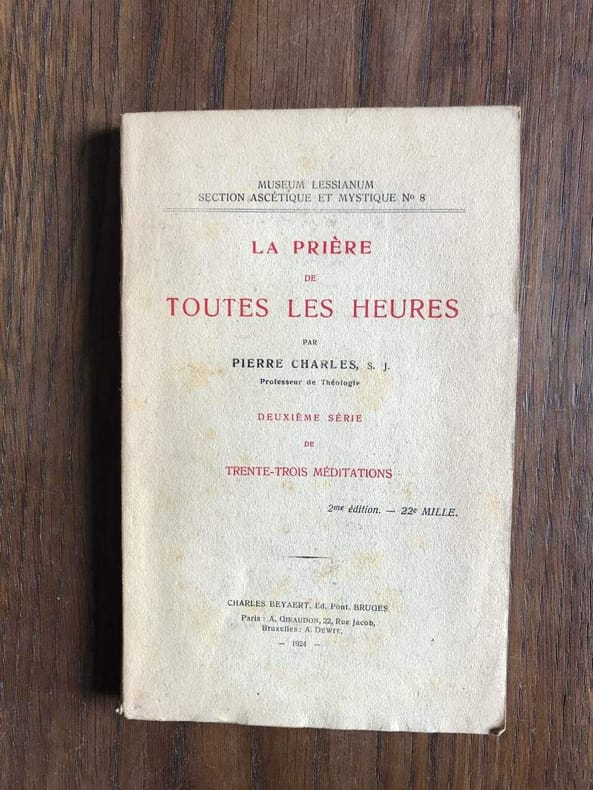 MUSEUM LESSIANUM
SECTION ASCÉTIQUE ET MYSTIQUE Nº 8
LA PRIÈRE
DE
TOUTES LES HEURES
PAR
PIERRE CHARLES, S. J.
Professeur de Théologie
DEUXIÈME SÉRIE
DE
TRENTE-TROIS MÉDITATIONS
2me édition. — 22e MILLE.
CHARLES BEYAERT, Ed. Pont. BRUGES
Paris : A. GIRAUDON, 22, Rue Jacob,
Bruxelles : A. DEWIT.
— 1924 —